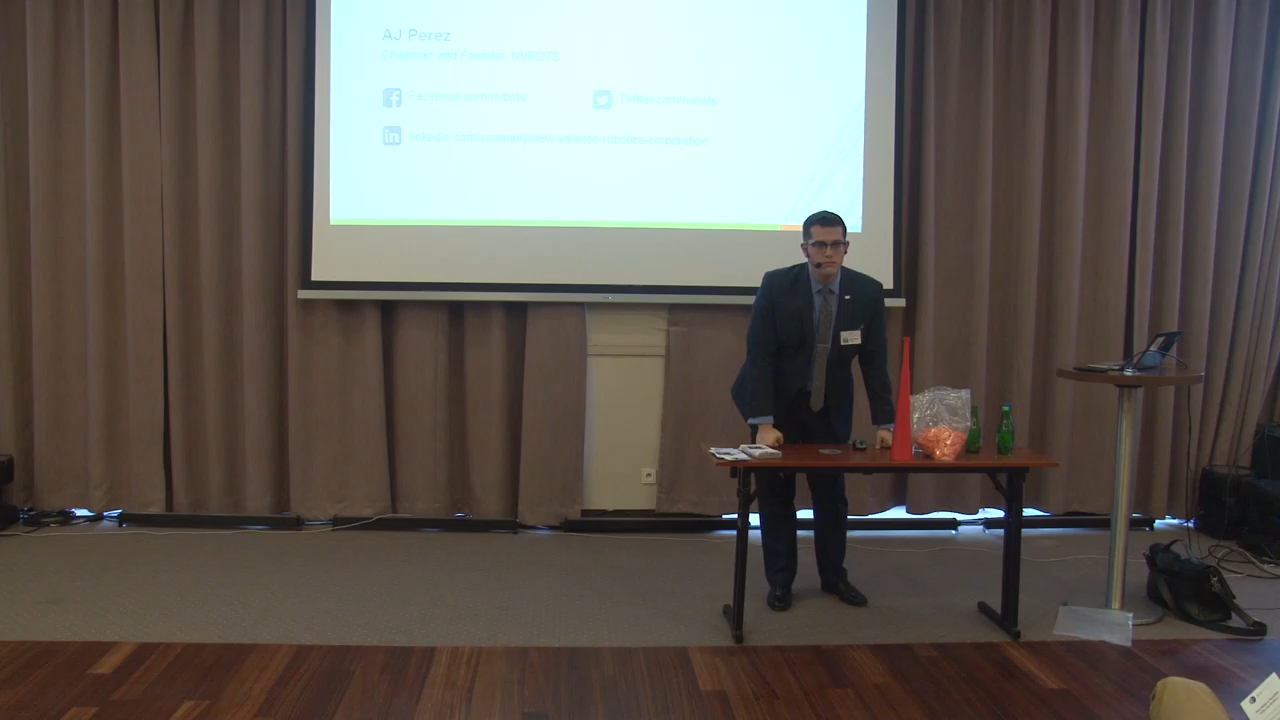 AJ Perez
Chairman and Founder, NVBOTS
Facebook.com/nvbots
Twitter.com/nvbots
linkedin.com/company/new-valence-robotics-corporation